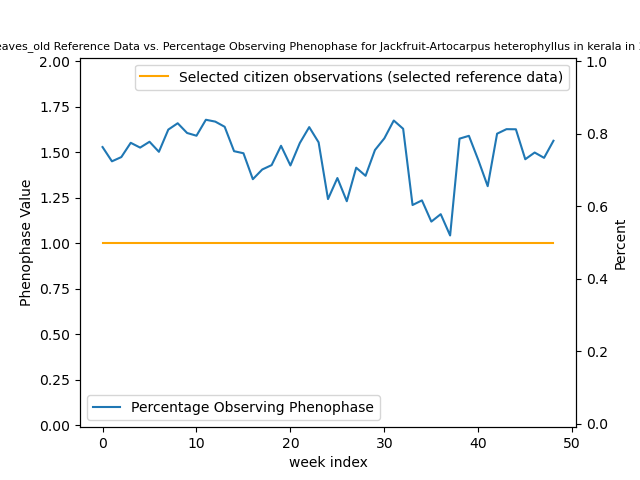 Reference Data vs. Percentage Observing Phenophase for Jackfruit-Artocarpus heterophyllus in kerala in
Selected citizen observations (selected reference data)
Percentage Observing Phenophase
Phenophase Value
2.00
1.75
1.50
1.25
1.00
0.75
0.50
0.25
0.00
1.0
0.8
0.6
0.4
0.2
0.0
Percent
0 10 20 30 40 50
week index